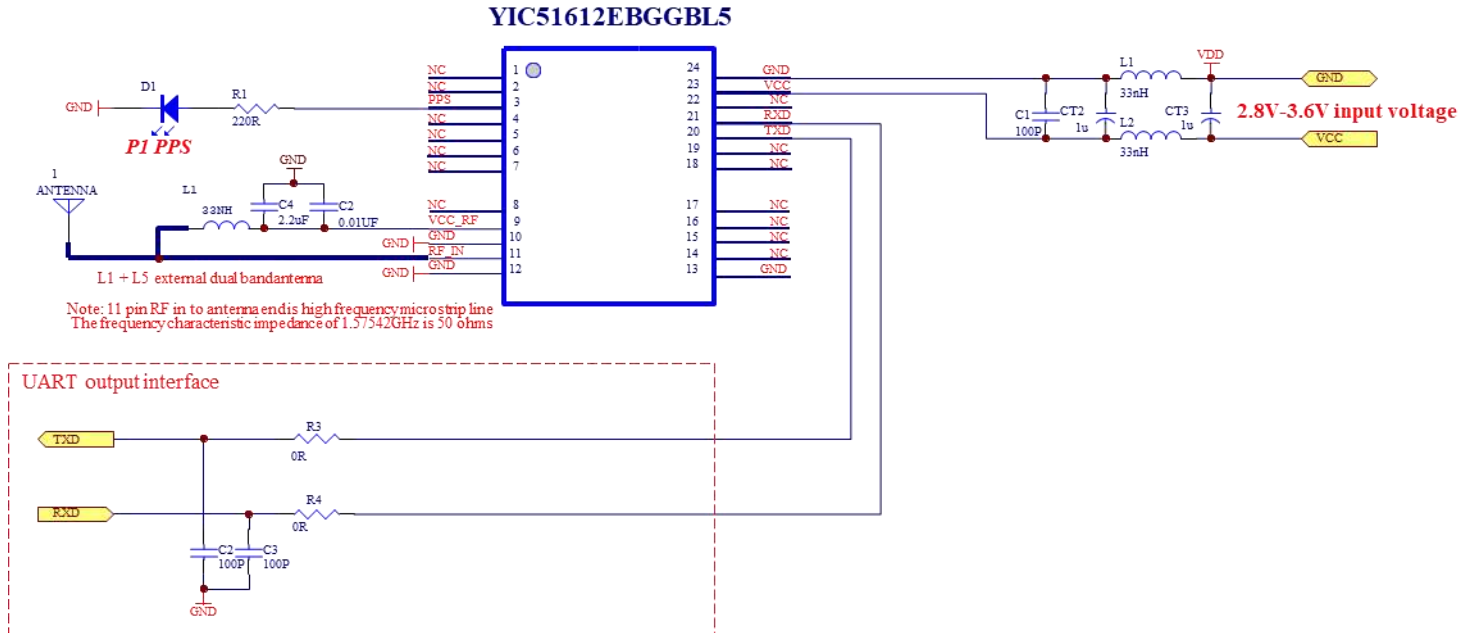 YIC51612EBGGBL5
NC 1
NC 2
PPS 3
NC 4
NC 5
NC 6
NC 7
NC 8
VCC_RF 9
GND GND 10
RF_IN 11
GND GND 12
24 GND
23 VCC
22 NC
21 RXD
20 TXD
19 NC
18 NC
17 NC
16 NC
15 NC
14 NC
13 GND
D1
GND
R1
220R
P1 PPS
1
ANTENNA
L1
33NH
GND
C4
2.2uF
C2
0.01UF
L1 + L5 external dual bandantenna
Note: 11 pin RF in to antenna end is high frequency microstrip line
The frequency characteristic impedance of 1.57542GHz is 50 ohms
L1
33nH
VDD
GND
C1
100P
CT2
1u
L2
33nH
CT3
1u
2.8V-3.6V input voltage
VCC
UART output interface
TXD
R3
0R
RXD
R4
0R
C2
100P
C3
100P
GND